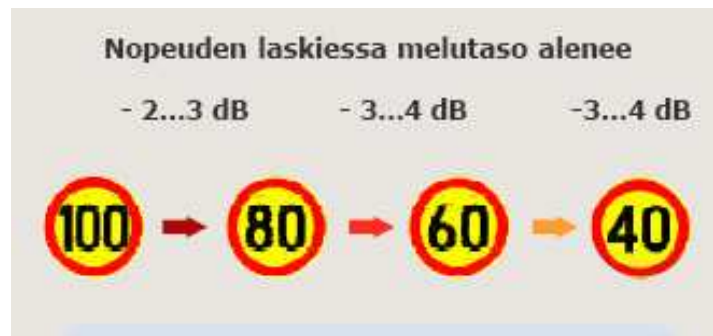 Nopeuden laskiessa melutaso alenee
- 2...3 dB - 3...4 dB -3...4 dB
100 80 60 40